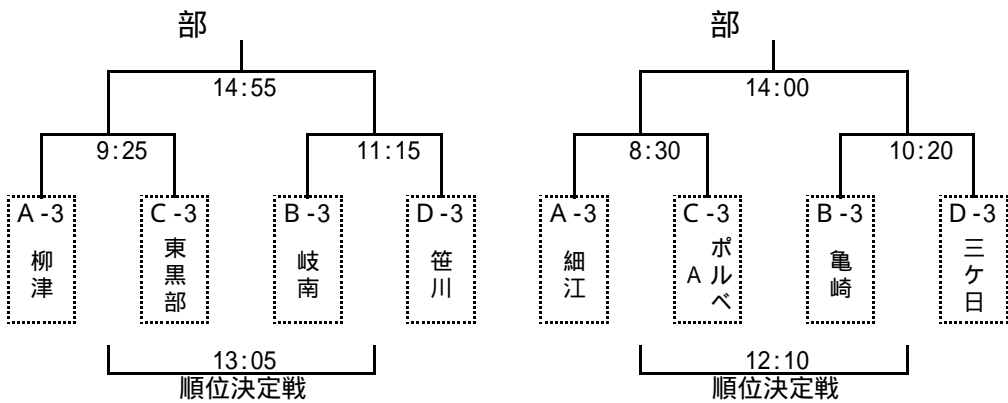 部
部
14:55
14:00
9:25
11:15
8:30
10:20
A-3
C-3
B-3
D-3
A-3
C-3
B-3
D-3
柳津
東黒部
岐南
笹川
細江
ポルベ
A
亀崎
三ケ日
13:05
12:10
順位決定戦
順位決定戦